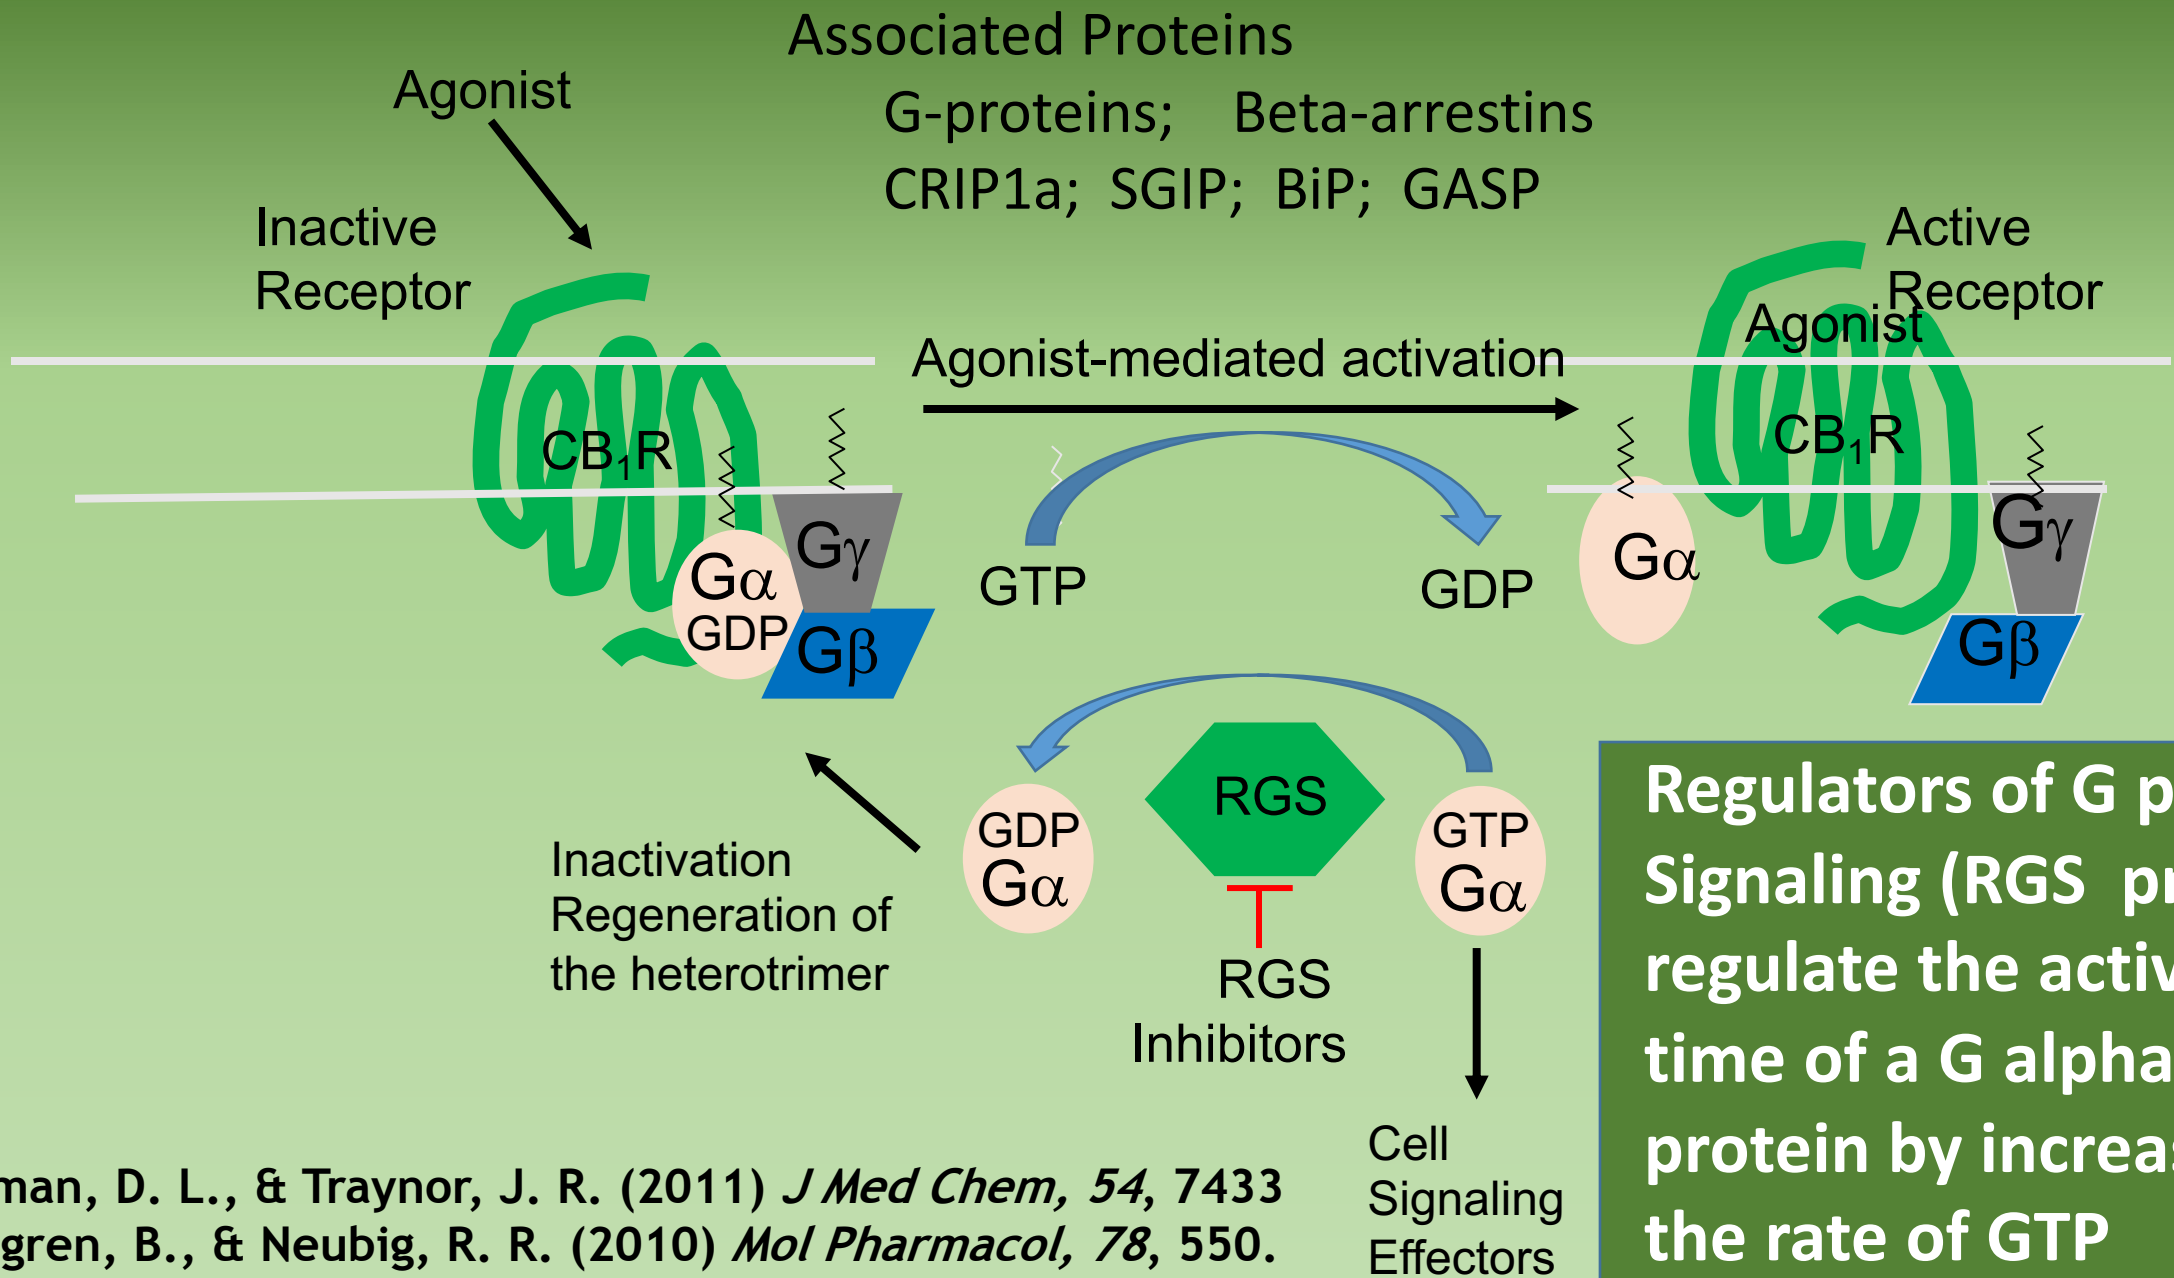 Associated Proteins
G-proteins; Beta-arrestins
CRIP1a; SGIP; BiP; GASP
Agonist
Inactive
Receptor
Active
Receptor
Agonist
Agonist-mediated activation
CB₁R
CB₁R
Gα
GDP
Gγ
Gβ
GTP
GDP
Gα
Gγ
Gβ
RGS
GDP
Gα
GTP
Gα
Inactivation
Regeneration of
the heterotrimer
RGS
Inhibitors
Cell
Signaling
Effectors
Regulators of G p
Signaling (RGS pr
regulate the activ
time of a G alpha
protein by increas
the rate of GTP
man, D. L., & Traynor, J. R. (2011) J Med Chem, 54, 7433
gren, B., & Neubig, R. R. (2010) Mol Pharmacol, 78, 550.